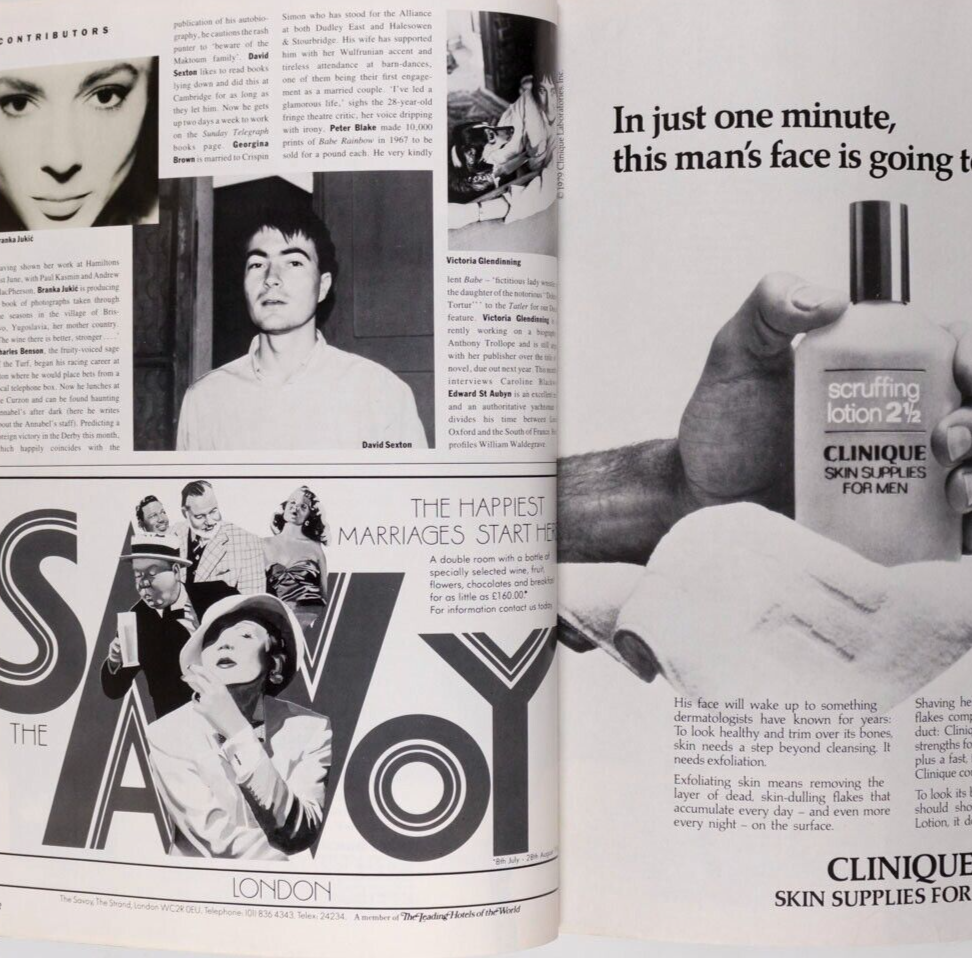 CONTRIBUTORS
publication of his autobio-
graphy, he cautions the rash
punter to 'beware of the
Maktoum family'. David
Sexton likes to read books
lying down and did this at
Cambridge for as long as
they let him. Now he gets
up two days a week to work
on the Sunday Telegraph
books page. Georgina
Brown is married to Crispin
Simon who has stood for the Alliance
at both Dudley East and Halesowen
& Stourbridge. His wife has supported
him with her Wulfrunian accent and
tireless attendance at barn-dances,
one of them being their first engage-
ment as a married couple. 'I've led a
glamorous life,' sighs the 28-year-old
fringe theatre critic, her voice dripping
with irony. Peter Blake made 10,000
prints of Babe Rainbow in 1967 to be
sold for a pound each. He very kindly
ranka Jukić
aving shown her work at Hamiltons
st June, with Paul Kasmin and Andrew
acPherson, Branka Jukić is producing
book of photographs taken through
e seasons in the village of Bris-
vo, Yugoslavia, her mother country.
The wine there is better, stronger . . .
harles Benson, the fruity-voiced sage
the Turf, began his racing career at
on where he would place bets from a
cal telephone box. Now he lunches at
e Curzon and can be found haunting
nnabel's after dark (here he writes
bout the Annabel's staff). Predicting a
reign victory in the Derby this month,
hich happily coincides with the
David Sexton
Victoria Glendinning
lent Babe – 'fictitious lady
the daughter of the notorious
Tortur''' to the Tatler for our
feature. Victoria Glendinning
rently working on a
Anthony Trollope and is
with her publisher over the
novel, due out next year. The
interviews Caroline
Edward St Aubyn is an
and an authoritative
divides his time between
Oxford and the South of France.
profiles William Waldegrave
THE HAPPIEST
MARRIAGES START HER
A double room with a bottle of
specially selected wine, fruit,
flowers, chocolates and breakfast
for as little as £160.00*
For information contact us today
THE
SAVOY
*8th July - 28th August
LONDON
The Savoy, The Strand, London WC2R 0EU. Telephone: (01) 836 4343. Telex: 24234. A member of The Leading Hotels of the World
© 1979 Clinique Laboratories, Inc.
In just one minute,
this man's face is going to
scruffing
lotion 2½
CLINIQUE
SKIN SUPPLIES
FOR MEN
His face will wake up to something
dermatologists have known for years:
To look healthy and trim over its bones,
skin needs a step beyond cleansing. It
needs exfoliation.
Exfoliating skin means removing the
layer of dead, skin-dulling flakes that
accumulate every day – and even more
every night – on the surface.
Shaving he
flakes comp
duct: Cliniq
strengths fo
plus a fast,
Clinique co
To look its b
should sho
Lotion, it d
CLINIQUE
SKIN SUPPLIES FOR